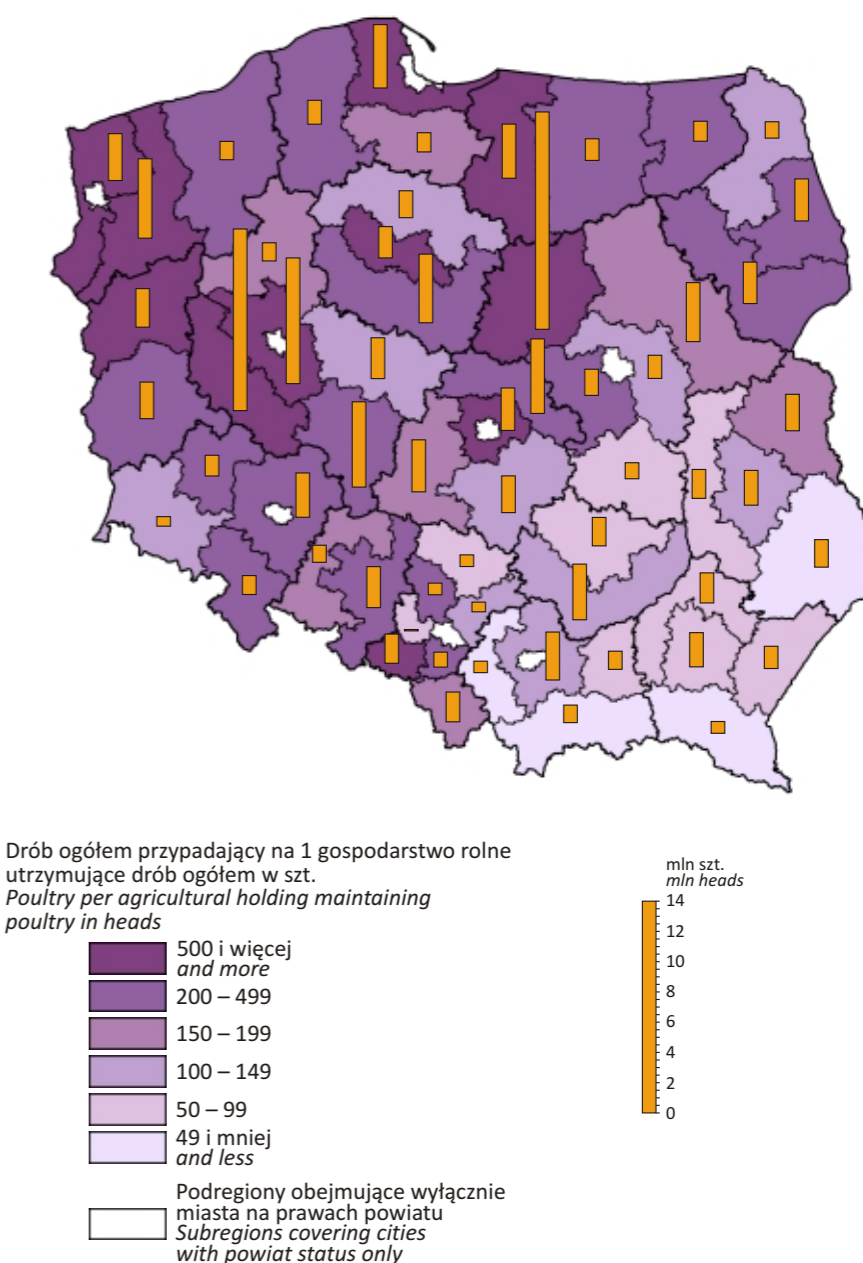 Drób ogółem przypadający na 1 gospodarstwo rolne
utrzymujące drób ogółem w szt.
Poultry per agricultural holding maintaining
poultry in heads
500 i więcej
and more
200 – 499
150 – 199
100 – 149
50 – 99
49 i mniej
and less
Podregiony obejmujące wyłącznie
miasta na prawach powiatu
Subregions covering cities
with powiat status only
mln szt.
mln heads
14
12
10
8
6
4
2
0